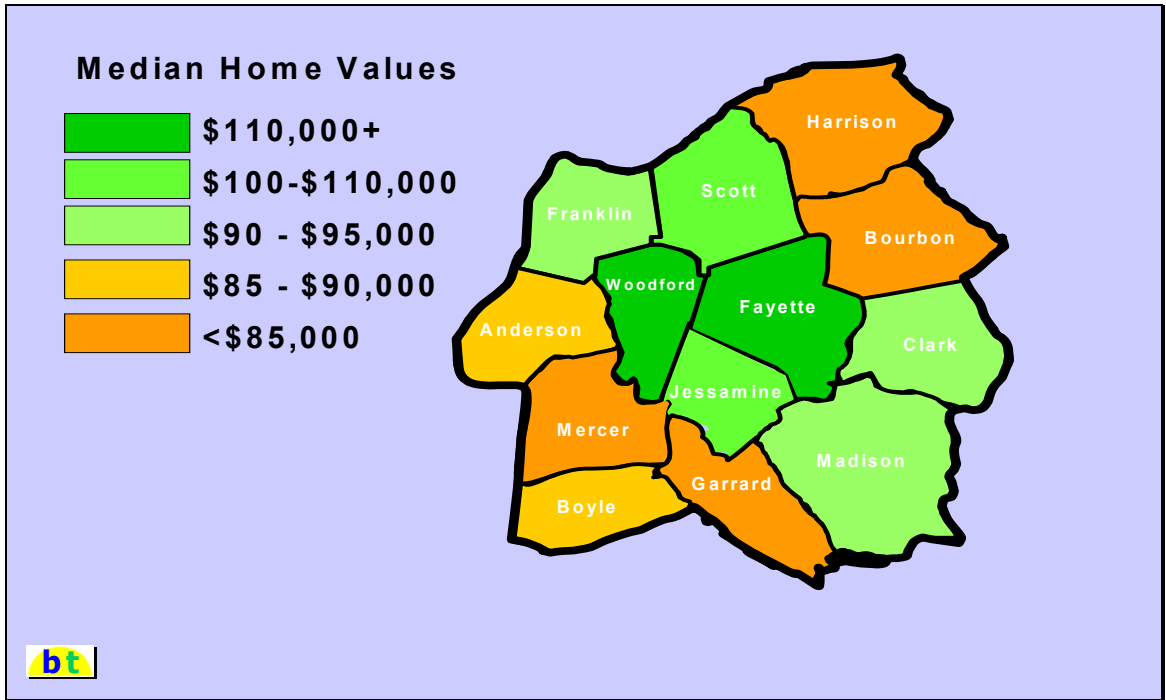 Median Home Values
$110,000+
$100-$110,000
$90 - $95,000
$85 - $90,000
<$85,000
Harrison
Scott
Franklin
Bourbon
Woodford
Fayette
Anderson
Clark
Jessamine
Mercer
Madison
Garrard
Boyle
bt